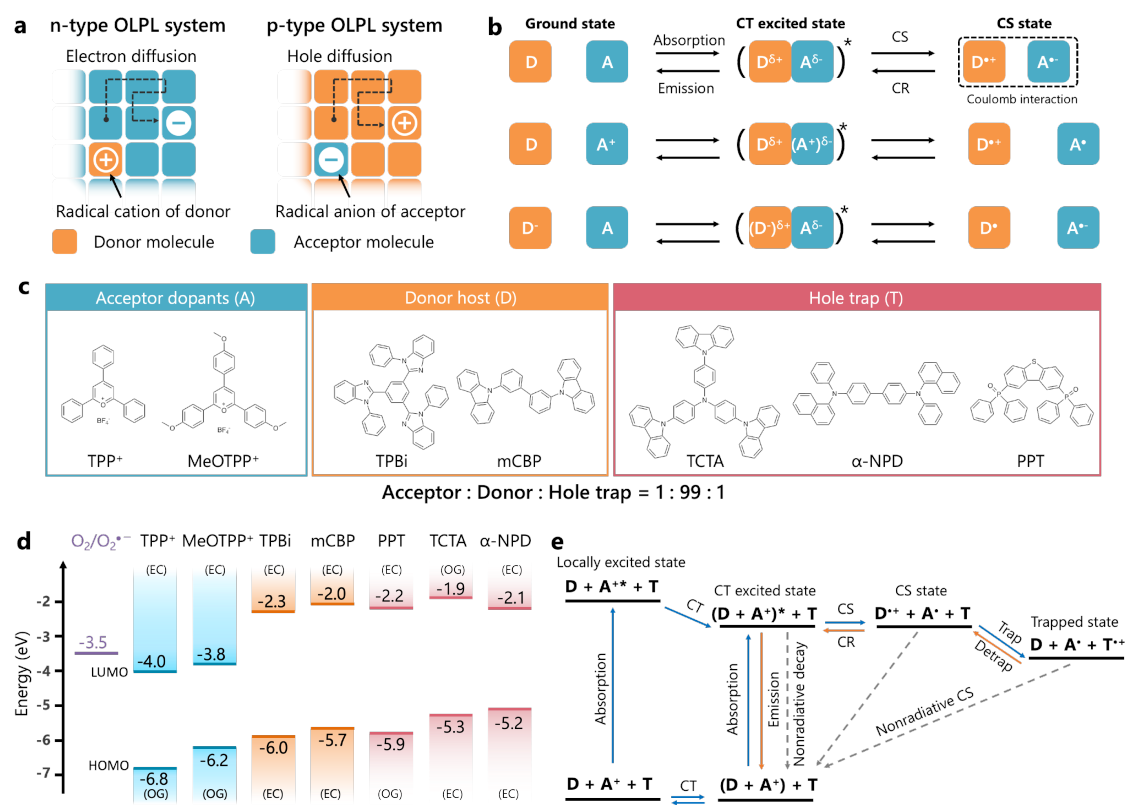 a
n-type OLPL system
p-type OLPL system
Electron diffusion
Hole diffusion
−
+
+
−
Radical cation of donor
Radical anion of acceptor
Donor molecule
Acceptor molecule
b
Ground state
CT excited state
CS state
D
A
Absorption
Emission
(Dδ+ Aδ-)*
CS
CR
D•+
A•-
Coulomb interaction
D
A+
(Dδ+ (A+)δ-)*
D•+
A•
D-
A
((D-)δ+ Aδ-)*
D•
A•-
c
Acceptor dopants (A)
Donor host (D)
Hole trap (T)
O+
BF4-
O
O+
O
O
BF4-
N
N
N
N
N
N
N
N
N
N
N
N
N
N
S
P
O
P
O
TPP+
MeOTPP+
TPBi
mCBP
TCTA
α-NPD
PPT
Acceptor : Donor : Hole trap = 1 : 99 : 1
d
O2/O2•−
TPP+
MeOTPP+
TPBi
mCBP
PPT
TCTA
α-NPD
(EC)
(EC)
(EC)
(EC)
(EC)
(OG)
(EC)
Energy (eV)
-2
-3
-4
-5
-6
-7
LUMO
HOMO
-3.5
-4.0
-3.8
-2.3
-2.0
-2.2
-1.9
-2.1
-6.8
-6.2
-6.0
-5.7
-5.9
-5.3
-5.2
(OG)
(OG)
(EC)
(EC)
(OG)
(OG)
(EC)
e
Locally excited state
D + A+* + T
CT
CT excited state
(D + A+)* + T
CS
CR
CS state
D•+ + A• + T
Trap
Detrap
Trapped state
D + A• + T•+
Absorption
Absorption
Emission
Nonradiative decay
Nonradiative CS
D + A+ + T
CT
(D + A+) + T